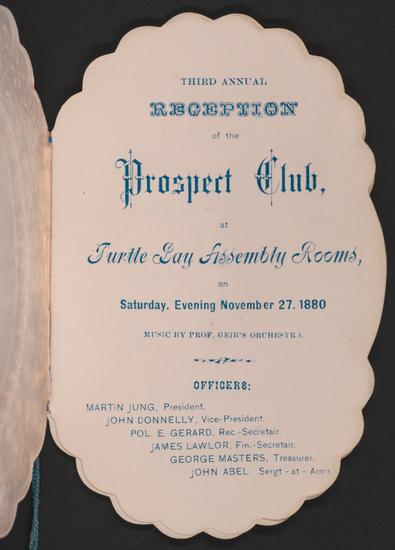 THIRD ANNUAL
RECEPTION
of the
Prospect Club,
at
Turtle Bay Assembly Rooms,
on
Saturday, Evening November 27. 1880
MUSIC BY PROF. GEIB'S ORCHESTRA.
OFFICERS:
MARTIN JUNG, President.
JOHN DONNELLY, Vice-President.
POL. E. GERARD, Rec.-Secretair.
JAMES LAWLOR, Fin.-Secretair.
GEORGE MASTERS, Treasurer.
JOHN ABEL. Sergt - at - Arms